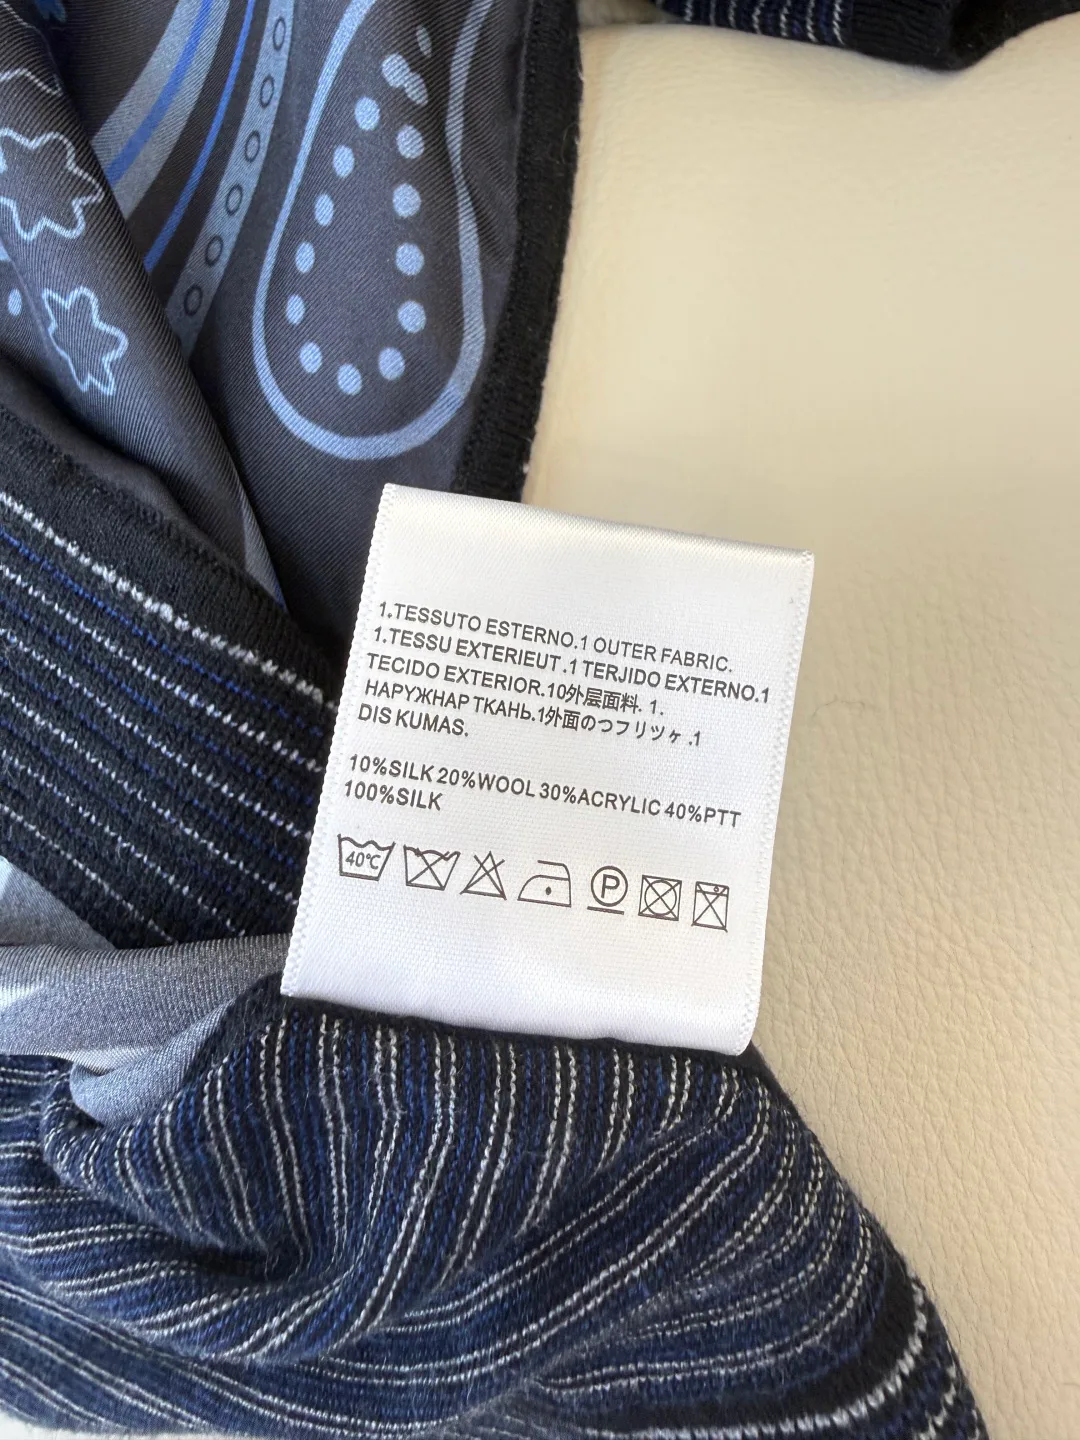 1.TESSUTO ESTERNO.1 OUTER FABRIC.
1.TESSU EXTERIEUT.1 TERJIDO EXTERNO.1
TECIDO EXTERIOR.10外层面料. 1.
НАРУЖНАР ТКАНЬ.1外面のつフリツヶ.1
DIS KUMAS.
10%SILK 20%WOOL 30%ACRYLIC 40%PTT
100%SILK
40℃ P